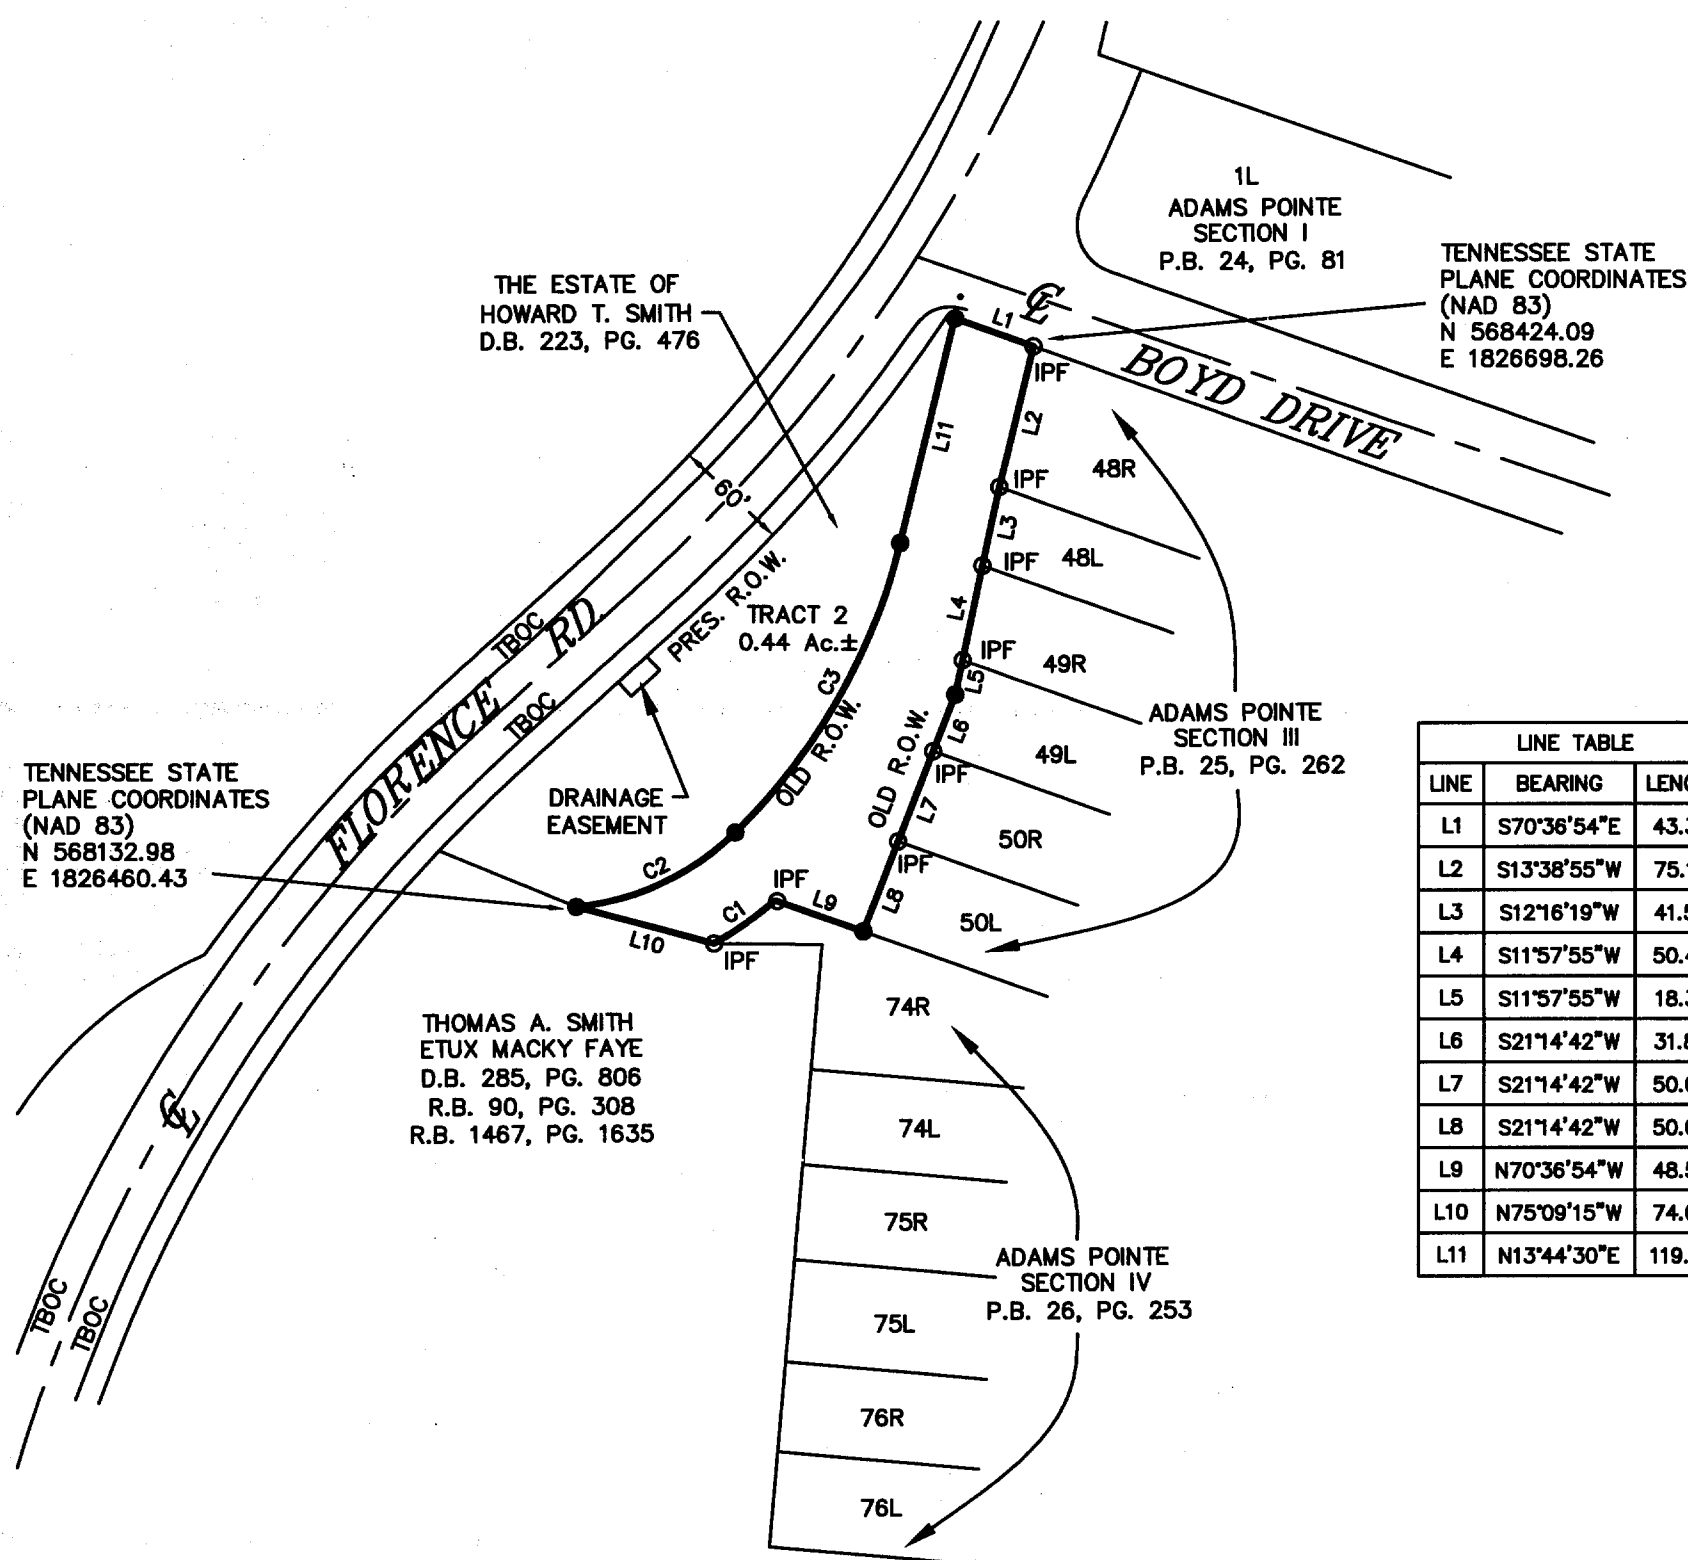 1L
ADAMS POINTE
SECTION I
P.B. 24, PG. 81
TENNESSEE STATE
PLANE COORDINATES
(NAD 83)
N 568424.09
E 1826698.26
THE ESTATE OF
HOWARD T. SMITH
D.B. 223, PG. 476
L1
CL
IPF
BOYD DRIVE
L2
L11
48R
IPF
60'
L3
48L
IPF
PRES. R.O.W.
TRACT 2
0.44 Ac.±
L4
IPF
49R
TBOC
FLORENCE RD.
TBOC
C3
L5
OLD R.O.W.
L6
ADAMS POINTE
SECTION III
P.B. 25, PG. 262
49L
IPF
OLD R.O.W.
L7
50R
IPF
TENNESSEE STATE
PLANE COORDINATES
(NAD 83)
N 568132.98
E 1826460.43
DRAINAGE
EASEMENT
C2
IPF
C1
L9
L8
50L
L10
IPF
74R
THOMAS A. SMITH
ETUX MACKY FAYE
D.B. 285, PG. 806
R.B. 90, PG. 308
R.B. 1467, PG. 1635
CL
74L
75R
ADAMS POINTE
SECTION IV
P.B. 26, PG. 253
TBOC
TBOC
75L
76R
76L
LINE TABLE
LINE BEARING
L1 S70°36'54"E
L2 S13°38'55"W
L3 S12°16'19"W
L4 S11°57'55"W
L5 S11°57'55"W
L6 S21°14'42"W
L7 S21°14'42"W
L8 S21°14'42"W
L9 N70°36'54"W
L10 N75°09'15"W
L11 N13°44'30"E